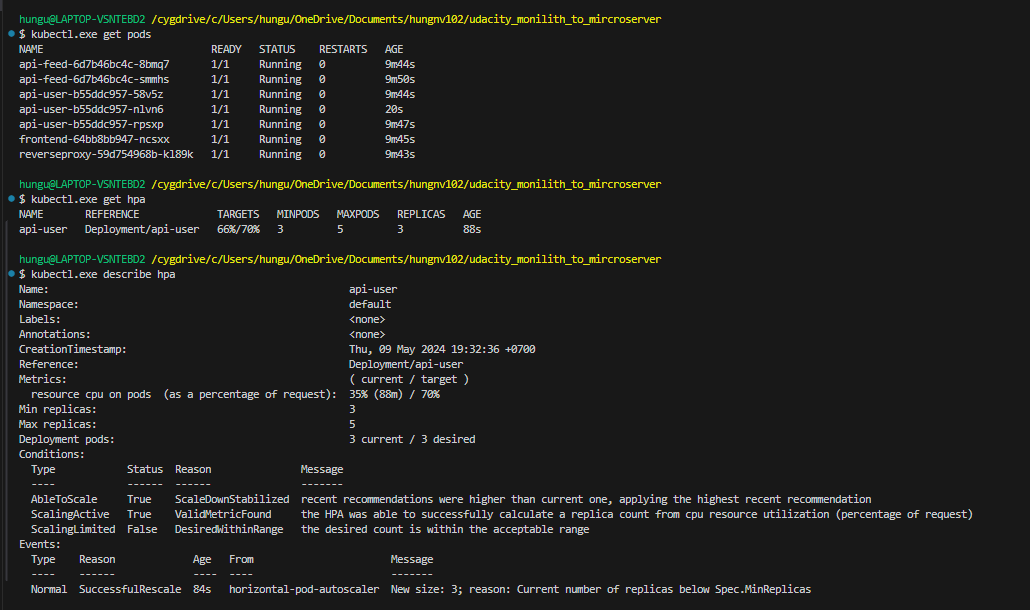 hungu@LAPTOP-VSNTEBD2 /cygdrive/c/Users/hungu/OneDrive/Documents/hungnv102/udacity_monilith_to_mircroserver
$ kubectl.exe get pods
NAME READY STATUS RESTARTS AGE
api-feed-6d7b46bc4c-8bmq7 1/1 Running 0 9m44s
api-feed-6d7b46bc4c-smmhs 1/1 Running 0 9m50s
api-user-b55ddc957-58v5z 1/1 Running 0 9m44s
api-user-b55ddc957-nlvn6 1/1 Running 0 20s
api-user-b55ddc957-rpsxp 1/1 Running 0 9m47s
frontend-64bb8bb947-ncsxx 1/1 Running 0 9m45s
reverseproxy-59d754968b-kl89k 1/1 Running 0 9m43s
hungu@LAPTOP-VSNTEBD2 /cygdrive/c/Users/hungu/OneDrive/Documents/hungnv102/udacity_monilith_to_mircroserver
$ kubectl.exe get hpa
NAME REFERENCE TARGETS MINPODS MAXPODS REPLICAS AGE
api-user Deployment/api-user 66%/70% 3 5 3 88s
hungu@LAPTOP-VSNTEBD2 /cygdrive/c/Users/hungu/OneDrive/Documents/hungnv102/udacity_monilith_to_mircroserver
$ kubectl.exe describe hpa
Name: api-user
Namespace: default
Labels: <none>
Annotations: <none>
CreationTimestamp: Thu, 09 May 2024 19:32:36 +0700
Reference: Deployment/api-user
Metrics: ( current / target )
resource cpu on pods (as a percentage of request): 35% (88m) / 70%
Min replicas: 3
Max replicas: 5
Deployment pods: 3 current / 3 desired
Conditions:
Type Status Reason Message
---- ------ ------ -------
AbleToScale True ScaleDownStabilized recent recommendations were higher than current one, applying the highest recent recommendation
ScalingActive True ValidMetricFound the HPA was able to successfully calculate a replica count from cpu resource utilization (percentage of request)
ScalingLimited False DesiredWithinRange the desired count is within the acceptable range
Events:
Type Reason Age From Message
---- ------ ---- ---- -------
Normal SuccessfulRescale 84s horizontal-pod-autoscaler New size: 3; reason: Current number of replicas below Spec.MinReplicas